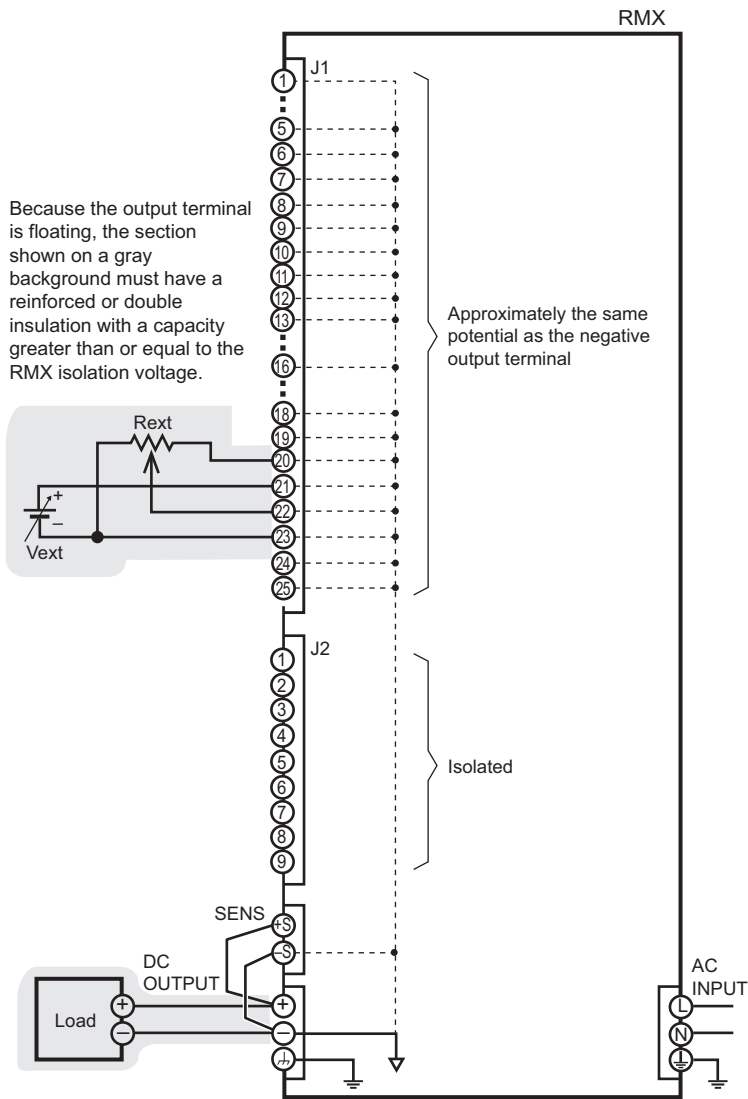 RMX
J1
1
5
6
7
8
9
10
11
12
13
16
18
19
20
21
22
23
24
25
Because the output terminal
is floating, the section
shown on a gray
background must have a
reinforced or double
insulation with a capacity
greater than or equal to the
RMX isolation voltage.
Approximately the same
potential as the negative
output terminal
Rext
+
–
Vext
J2
1
2
3
4
5
6
7
8
9
Isolated
SENS
+S
–S
DC
OUTPUT
Load
+
–
+
–
AC
INPUT
L
N